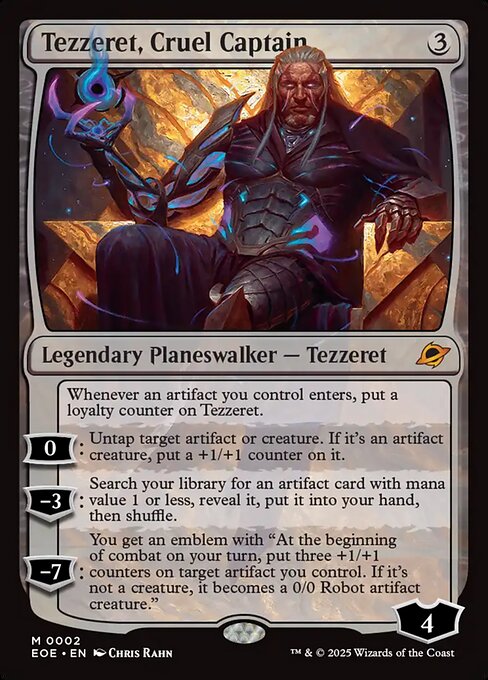 Tezzeret, Cruel Captain 3
Legendary Planeswalker — Tezzeret
Whenever an artifact you control enters, put a
loyalty counter on Tezzeret.
0 : Untap target artifact or creature. If it's an artifact
creature, put a +1/+1 counter on it.
Search your library for an artifact card with mana
−3 : value 1 or less, reveal it, put it into your hand,
then shuffle.
You get an emblem with “At the beginning
of combat on your turn, put three +1/+1
−7 : counters on target artifact you control. If it's
not a creature, it becomes a 0/0 Robot artifact
creature.”
4
M 0002
EOE • EN Chris Rahn
™ & © 2025 Wizards of the Coast